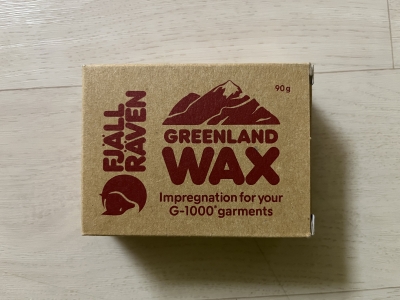 FJÄLL
RÄVEN
90g
GREENLAND
WAX
Impregnation for your
G-1000® garments